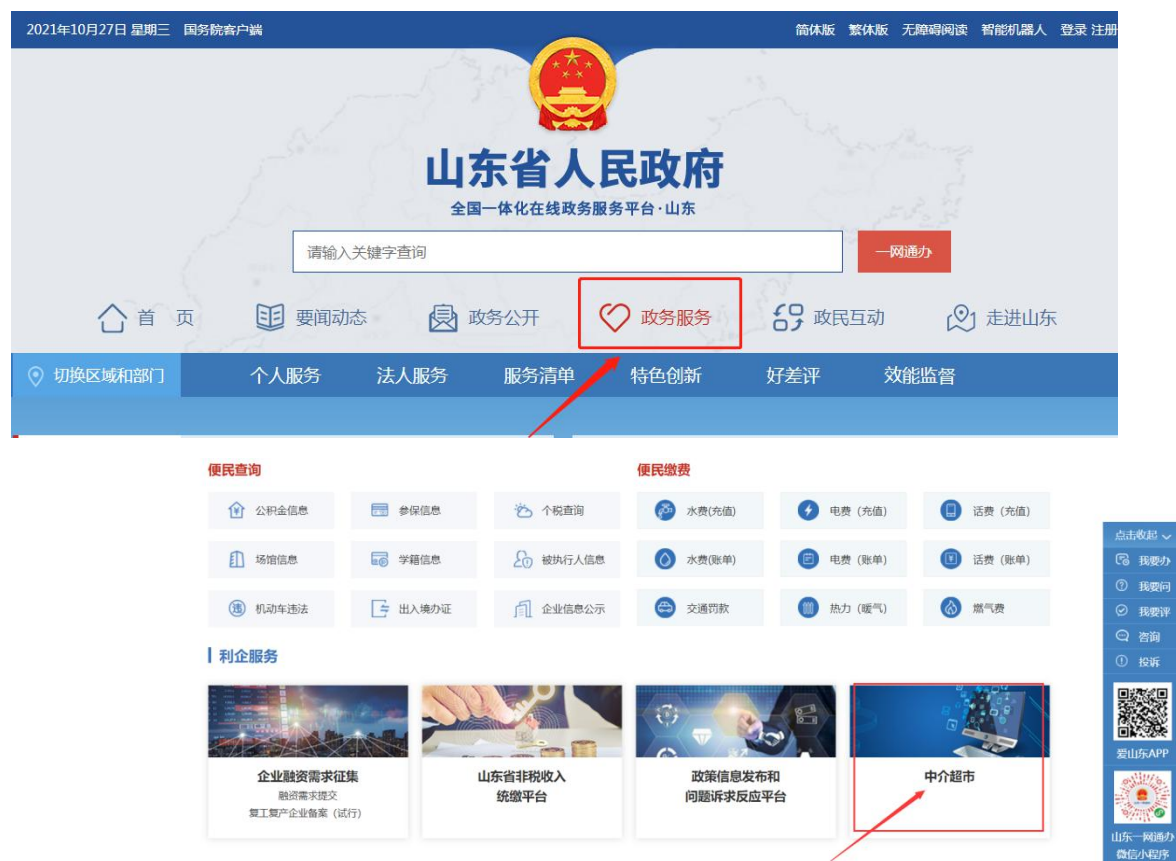 2021年10月27日 星期三 国务院客户端 简体版 繁体版 无障碍阅读 智能机器人 登录 注册
山东省人民政府
全国一体化在线政务服务平台·山东
请输入关键字查询 一网通办
首 页 要闻动态 政务公开 政务服务 政民互动 走进山东
切换区域和部门 个人服务 法人服务 服务清单 特色创新 好差评 效能监督
便民查询 便民缴费
公积金信息 参保信息 个税查询 水费(充值) 电费（充值） 话费（充值）
场馆信息 学籍信息 被执行人信息 水费(账单) 电费（账单） 话费（账单）
机动车违法 出入境办证 企业信息公示 交通罚款 热力（暖气） 燃气费
利企服务
企业融资需求征集
融资需求提交
复工复产企业备案（试行）
山东省非税收入
统缴平台
政策信息发布和
问题诉求反应平台
中介超市
点击收起
我要办
我要问
我要评
咨询
投诉
爱山东APP
山东一网通办
微信小程序